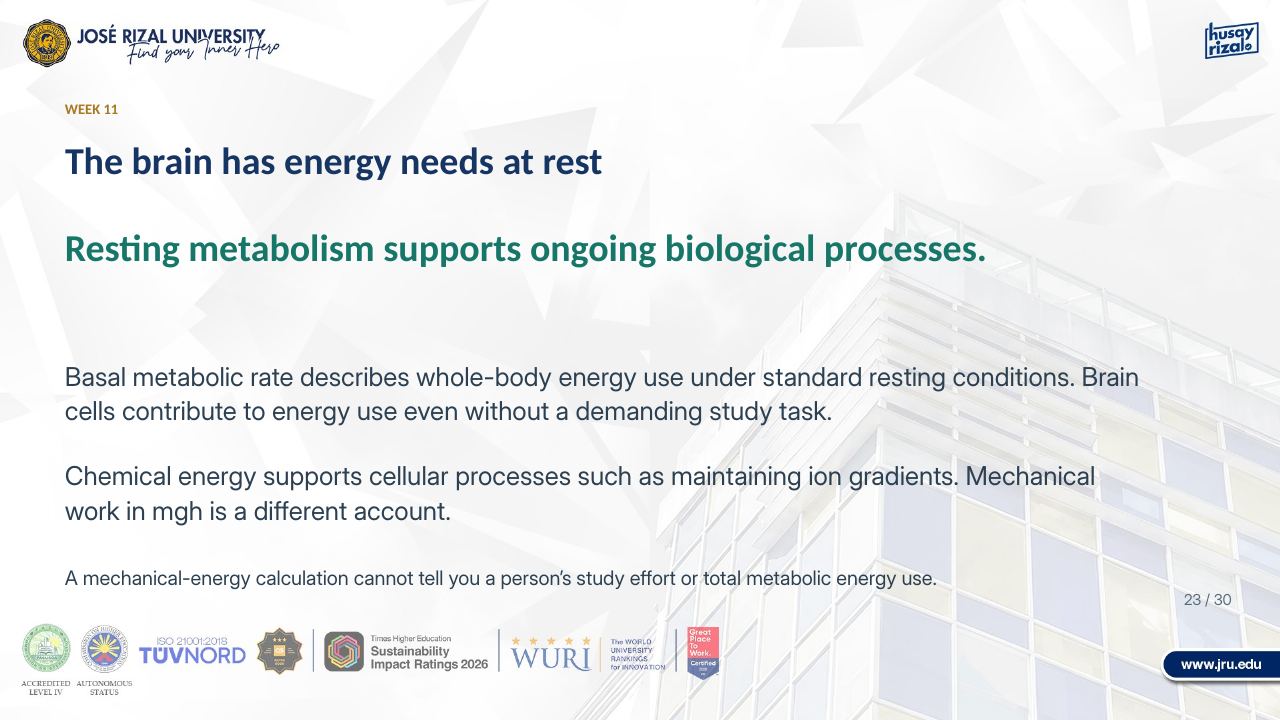 JOSÉ RIZAL UNIVERSITY
Find your Inner Hero
husay
rizal
WEEK 11
The brain has energy needs at rest
Resting metabolism supports ongoing biological processes.
Basal metabolic rate describes whole-body energy use under standard resting conditions. Brain
cells contribute to energy use even without a demanding study task.
Chemical energy supports cellular processes such as maintaining ion gradients. Mechanical
work in mgh is a different account.
A mechanical-energy calculation cannot tell you a person’s study effort or total metabolic energy use.
23 / 30
ACCREDITED
LEVEL IV
AUTONOMOUS
STATUS
ISO 21001:2018
TÜVNORD
Times Higher Education
Sustainability
Impact Ratings 2026
WURI
The WORLD
UNIVERSITY
RANKINGS
for INNOVATION
Great
Place
To
Work.
Certified
www.jru.edu